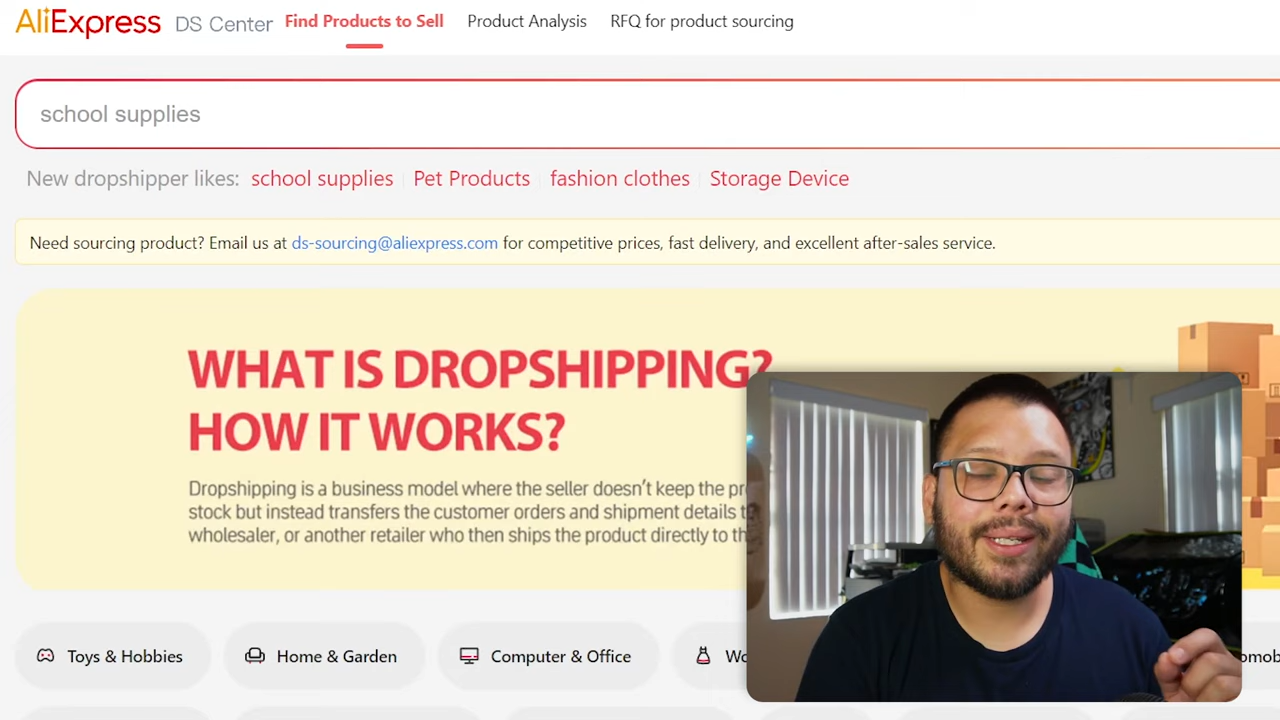 AliExpress DS Center Find Products to Sell Product Analysis RFQ for product sourcing
school supplies
New dropshipper likes: school supplies Pet Products fashion clothes Storage Device
Need sourcing product? Email us at ds-sourcing@aliexpress.com for competitive prices, fast delivery, and excellent after-sales service.
WHAT IS DROPSHIPPING?
HOW IT WORKS?
Dropshipping is a business model where the seller doesn't keep the
stock but instead transfers the customer orders and shipment details
wholesaler, or another retailer who then ships the product directly to
Toys & Hobbies Home & Garden Computer & Office